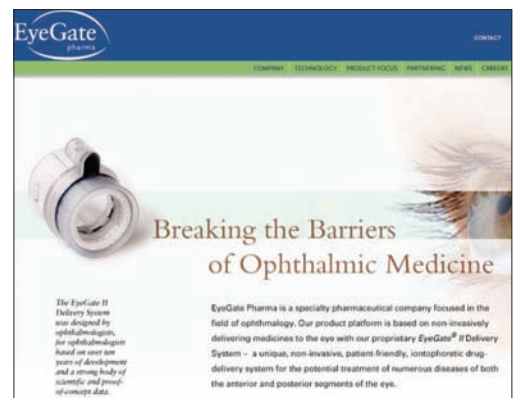 EyeGate
pharma
CONTACT
COMPANY TECHNOLOGY PRODUCT FOCUS PARTNERING NEWS CAREERS
Breaking the Barriers
of Ophthalmic Medicine
The EyeGate II
Delivery System
was designed by
ophthalmologists,
for ophthalmologists
based on over ten
years of development
and a strong body of
scientific and proof-
of-concept data.
EyeGate Pharma is a specialty pharmaceutical company focused in the
field of ophthmalogy. Our product platform is based on non-invasively
delivering medicines to the eye with our proprietary EyeGate® II Delivery
System – a unique, non-invasive, patient-friendly, iontophoretic drug-
delivery system for the potential treatment of numerous diseases of both
the anterior and posterior segments of the eye.